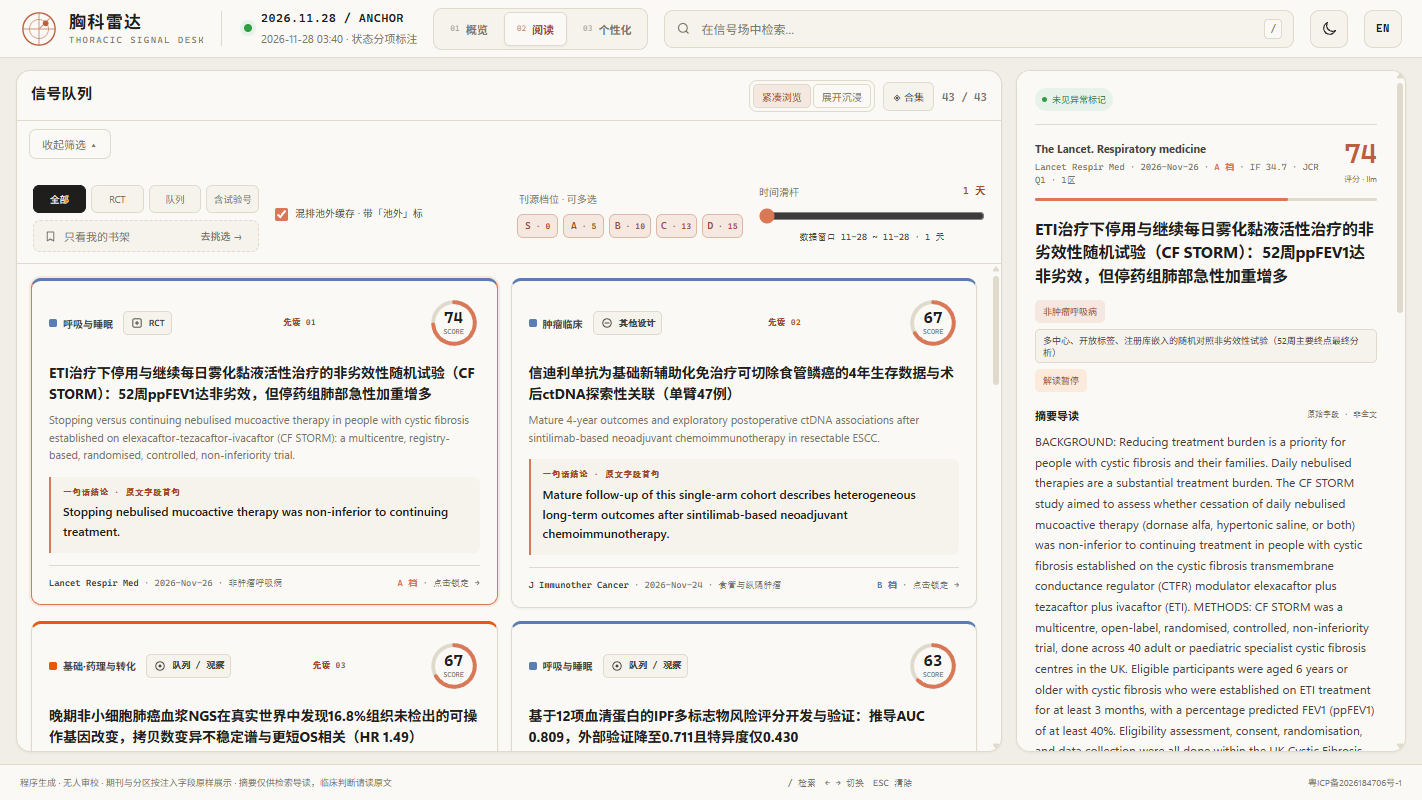 胸科雷达
THORACIC SIGNAL DESK
2026.11.28 / ANCHOR
2026-11-28 03:40 · 状态分项标注
01 概览
02 阅读
03 个性化
在信号场中检索...
/
EN
信号队列
紧凑浏览
展开沉浸
合集
43 / 43
收起筛选
全部
RCT
队列
含试验号
只看我的书架
去挑选 →
混排池外缓存 · 带「池外」标
刊源档位 · 可多选
S · 0
A · 5
B · 10
C · 13
D · 15
时间滑杆
1 天
数据窗口 11-28 ~ 11-28 · 1 天
呼吸与睡眠
RCT
先读 01
74
SCORE
ETI治疗下停用与继续每日雾化黏液活性治疗的非劣效性随机试验（CF
STORM）：52周ppFEV1达非劣效，但停药组肺部急性加重增多
Stopping versus continuing nebulised mucoactive therapy in people with cystic fibrosis
established on elexacaftor-tezacaftor-ivacaftor (CF STORM): a multicentre, registry-
based, randomised, controlled, non-inferiority trial.
一句话结论 · 原文字段首句
Stopping nebulised mucoactive therapy was non-inferior to continuing
treatment.
Lancet Respir Med · 2026-Nov-26 · 非肿瘤呼吸病
A 档 · 点击锁定 →
肿瘤临床
其他设计
先读 02
67
SCORE
信迪利单抗为基础新辅助化免治疗可切除食管鳞癌的4年生存数据与术
后ctDNA探索性关联（单臂47例）
Mature 4-year outcomes and exploratory postoperative ctDNA associations after
sintilimab-based neoadjuvant chemoimmunotherapy in resectable ESCC.
一句话结论 · 原文字段首句
Mature follow-up of this single-arm cohort describes heterogeneous
long-term outcomes after sintilimab-based neoadjuvant
chemoimmunotherapy.
J Immunother Cancer · 2026-Nov-24 · 食管与纵隔肿瘤
B 档 · 点击锁定 →
基础·药理与转化
队列 / 观察
先读 03
67
SCORE
晚期非小细胞肺癌血浆NGS在真实世界中发现16.8%组织未检出的可操
作基因改变，拷贝数变异不稳定谱与更短OS相关（HR 1.49）
呼吸与睡眠
队列 / 观察
63
SCORE
基于12项血清蛋白的IPF多标志物风险评分开发与验证：推导AUC
0.809，外部验证降至0.711且特异度仅0.430
未见异常标记
The Lancet. Respiratory medicine
Lancet Respir Med · 2026-Nov-26 · A 档 · IF 34.7 · JCR
Q1 · 1区
74
评分 · llm
ETI治疗下停用与继续每日雾化黏液活性治疗的非
劣效性随机试验（CF STORM）：52周ppFEV1达
非劣效，但停药组肺部急性加重增多
非肿瘤呼吸病
多中心、开放标签、注册库嵌入的随机对照非劣效性试验（52周主要终点最终分
析）
解读暂停
摘要导读
原始字段 · 非全文
BACKGROUND: Reducing treatment burden is a priority for
people with cystic fibrosis and their families. Daily nebulised
therapies are a substantial treatment burden. The CF STORM
study aimed to assess whether cessation of daily nebulised
mucoactive therapy (dornase alfa, hypertonic saline, or both)
was non-inferior to continuing treatment in people with cystic
fibrosis established on the cystic fibrosis transmembrane
conductance regulator (CTFR) modulator elexacaftor plus
tezacaftor plus ivacaftor (ETI). METHODS: CF STORM was a
multicentre, open-label, randomised, controlled, non-inferiority
trial, done across 40 adult or paediatric specialist cystic fibrosis
centres in the UK. Eligible participants were aged 6 years or
older with cystic fibrosis who were established on ETI treatment
for at least 3 months, with a percentage predicted FEV1 (ppFEV1)
of at least 40%. Eligibility assessment, consent, randomisation,
and data collection were all done within the UK Cystic Fibrosis
程序生成 · 无人审校 · 期刊与分区按注入字段原样展示 · 摘要仅供检索导读，临床判断请读原文
/ 检索 ← → 切换 ESC 清除
粤ICP备2026184706号-1